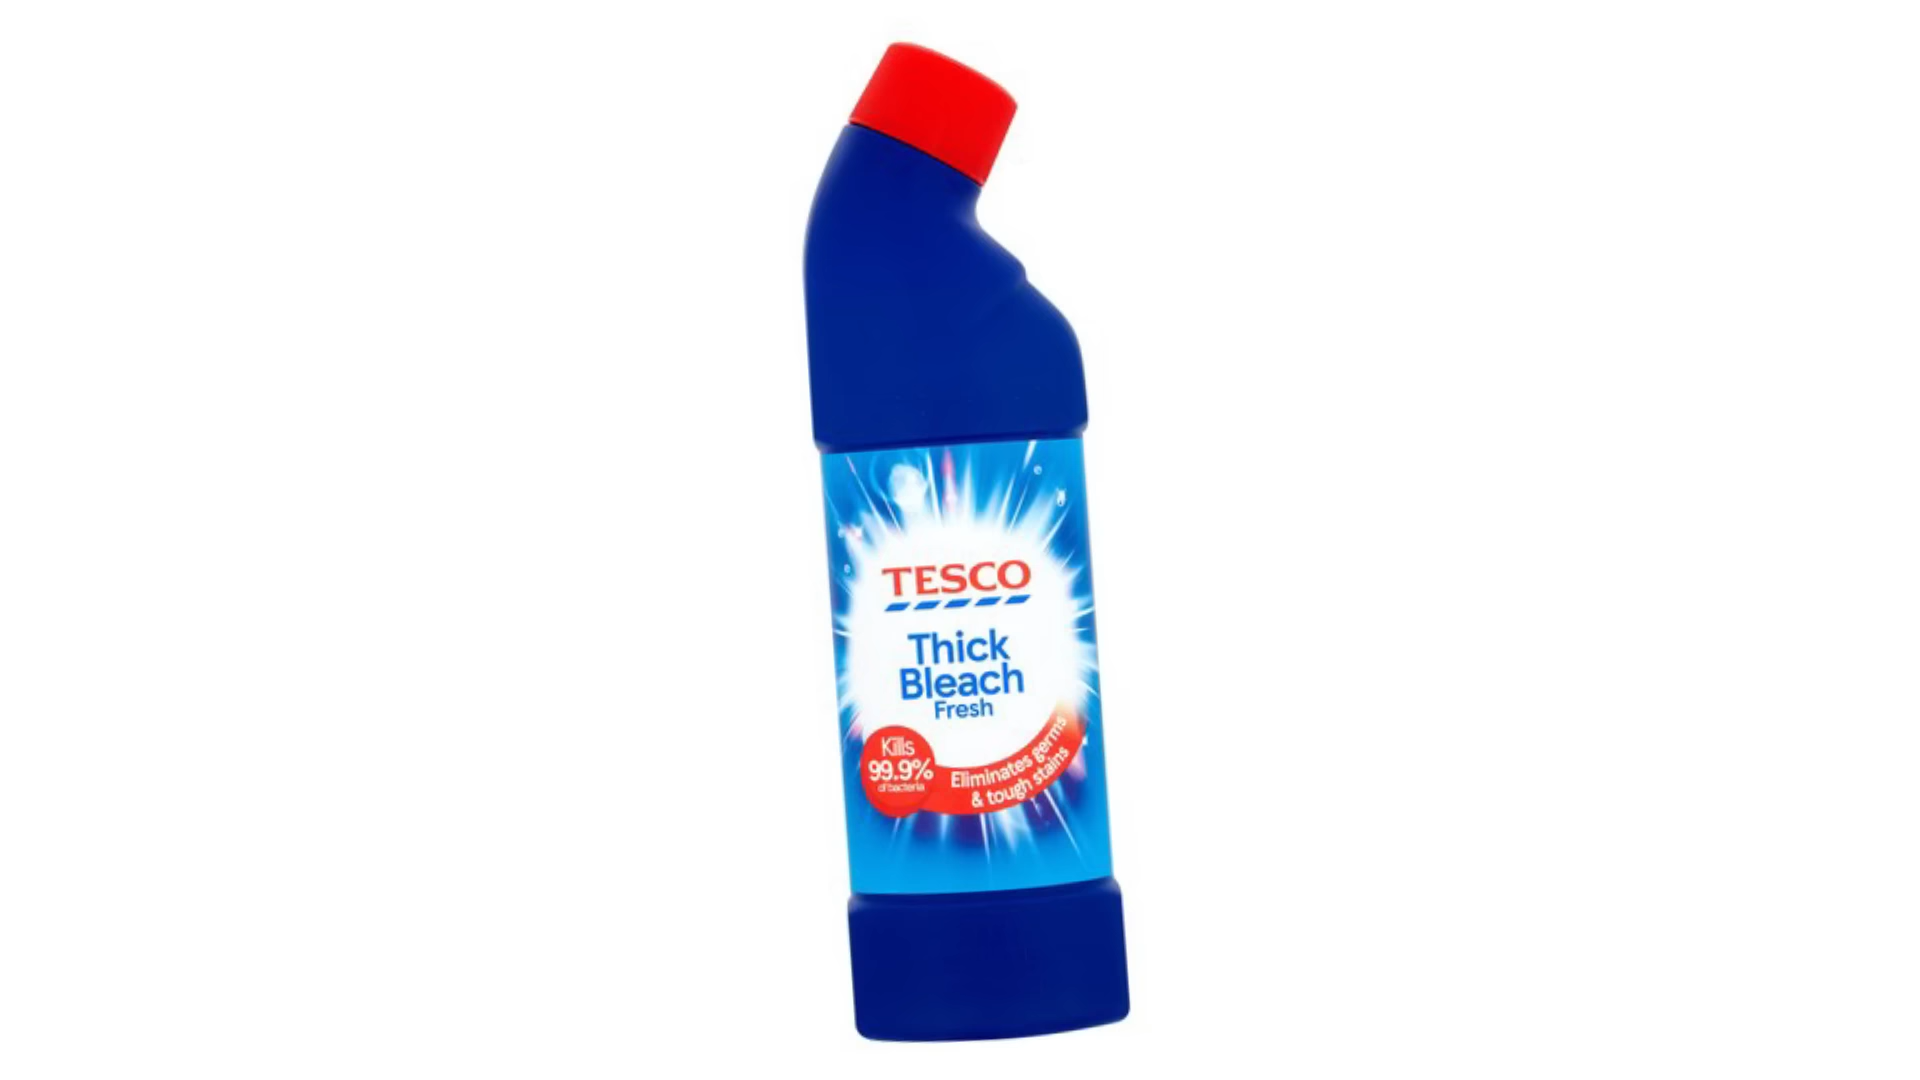 TESCO
Thick
Bleach
Fresh
Kills
99.9%
of bacteria
Eliminates germs
& tough stains